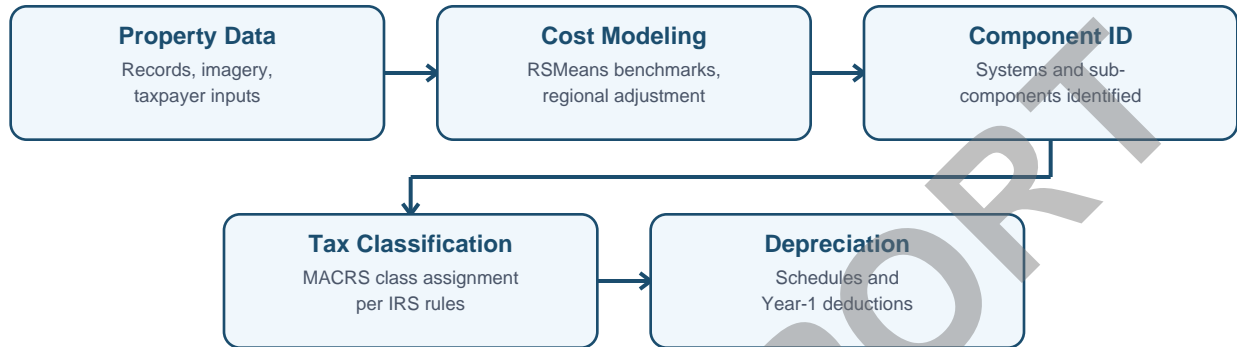 Property Data
Records, imagery,
taxpayer inputs
Cost Modeling
RSMeans benchmarks,
regional adjustment
Component ID
Systems and sub-
components identified
Tax Classification
MACRS class assignment
per IRS rules
Depreciation
Schedules and
Year-1 deductions
PORT